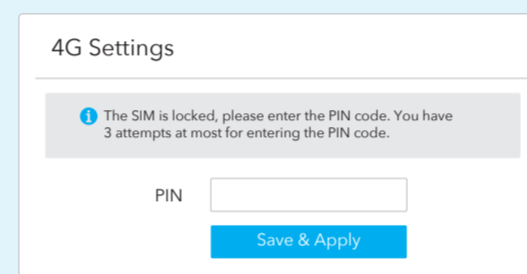 4G Settings
The SIM is locked, please enter the PIN code. You have
3 attempts at most for entering the PIN code.
PIN
Save & Apply